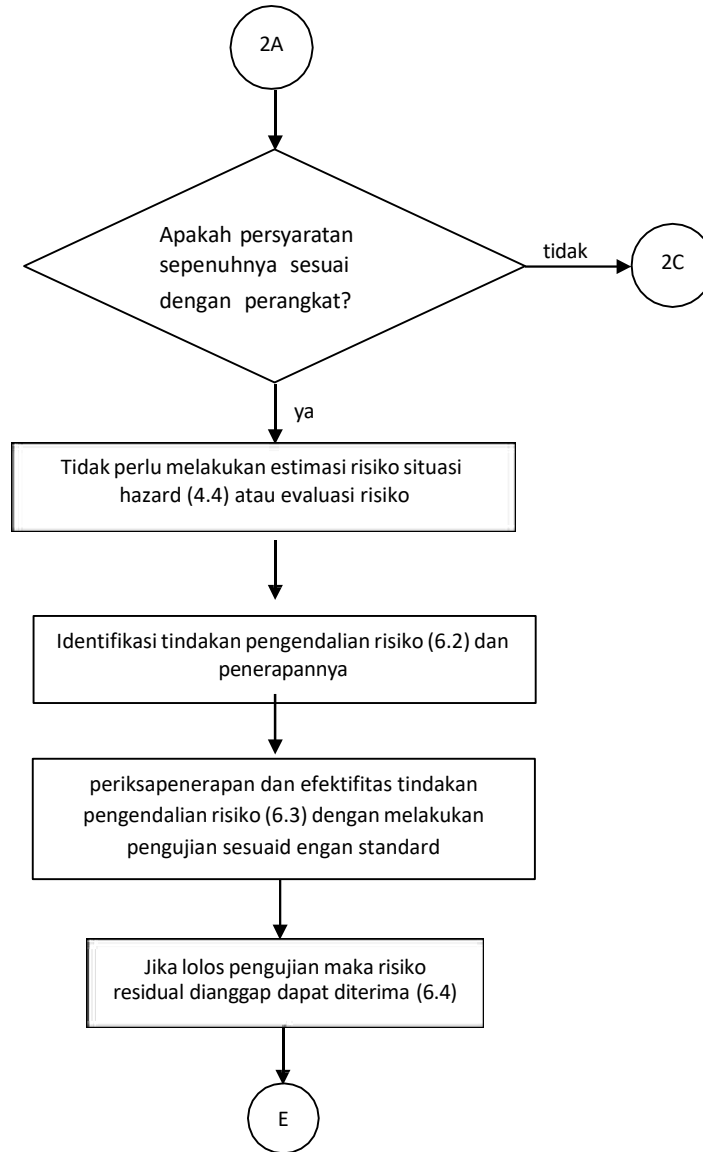 2A
Apakah persyaratan
sepenuhnya sesuai
dengan perangkat?
tidak
2C
ya
Tidak perlu melakukan estimasi risiko situasi
hazard (4.4) atau evaluasi risiko
Identifikasi tindakan pengendalian risiko (6.2) dan
penerapannya
periksapenerapan dan efektifitas tindakan
pengendalian risiko (6.3) dengan melakukan
pengujian sesuaid engan standard
Jika lolos pengujian maka risiko
residual dianggap dapat diterima (6.4)
E